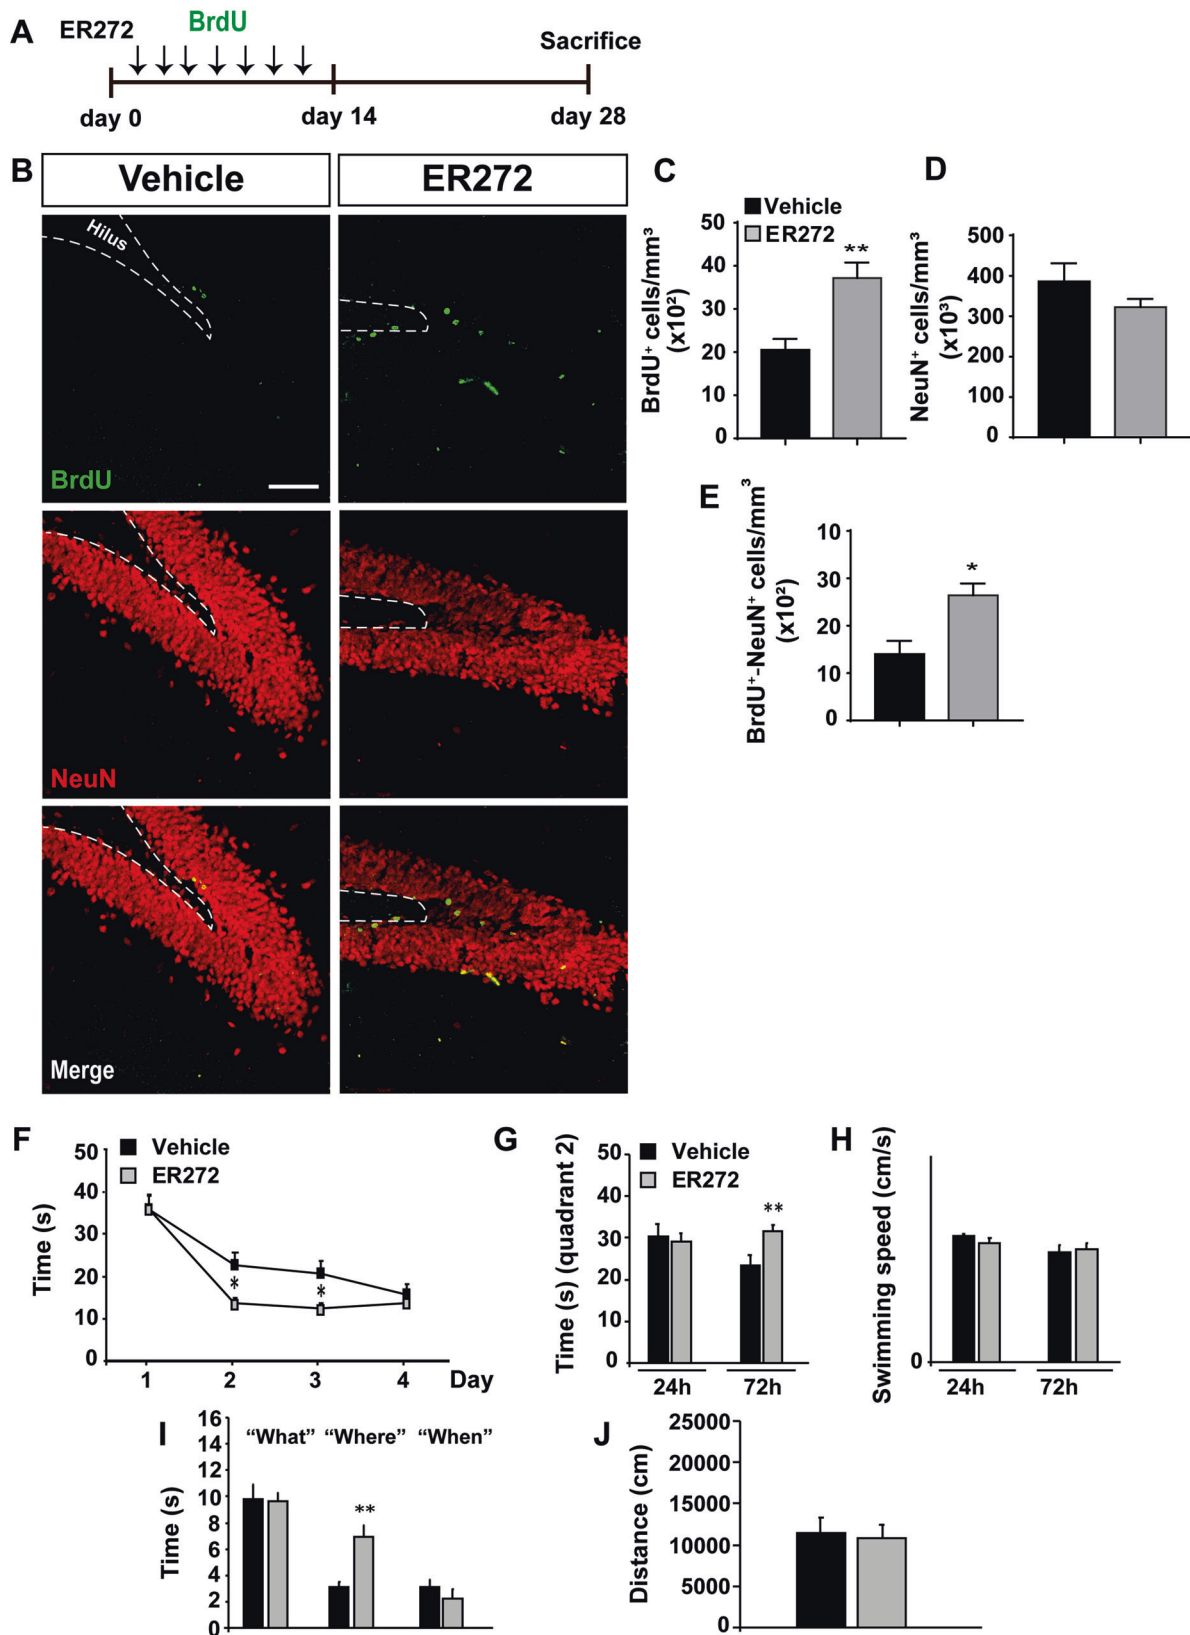 A
ER272
BrdU
Sacrifice
day 0
day 14
day 28
B
Vehicle
ER272
Hilus
BrdU
NeuN
Merge
C
Vehicle
ER272
BrdU⁺ cells/mm³
(x10²)
50
40
30
20
10
0
**
D
NeuN⁺ cells/mm³
(x10³)
500
400
300
200
100
0
E
BrdU⁺-NeuN⁺ cells/mm³
(x10²)
10
30
20
10
0
*
F
Vehicle
ER272
Time (s)
50
40
30
20
10
0
*
*
1 2 3 4 Day
G
Vehicle
ER272
Time (s) (quadrant 2)
50
40
30
20
10
0
**
24h 72h
H
Swimming speed (cm/s)
0
24h 72h
I
“What” “Where” “When”
Time (s)
16
14
12
10
8
6
4
2
0
**
J
Distance (cm)
25000
20000
15000
10000
5000
0